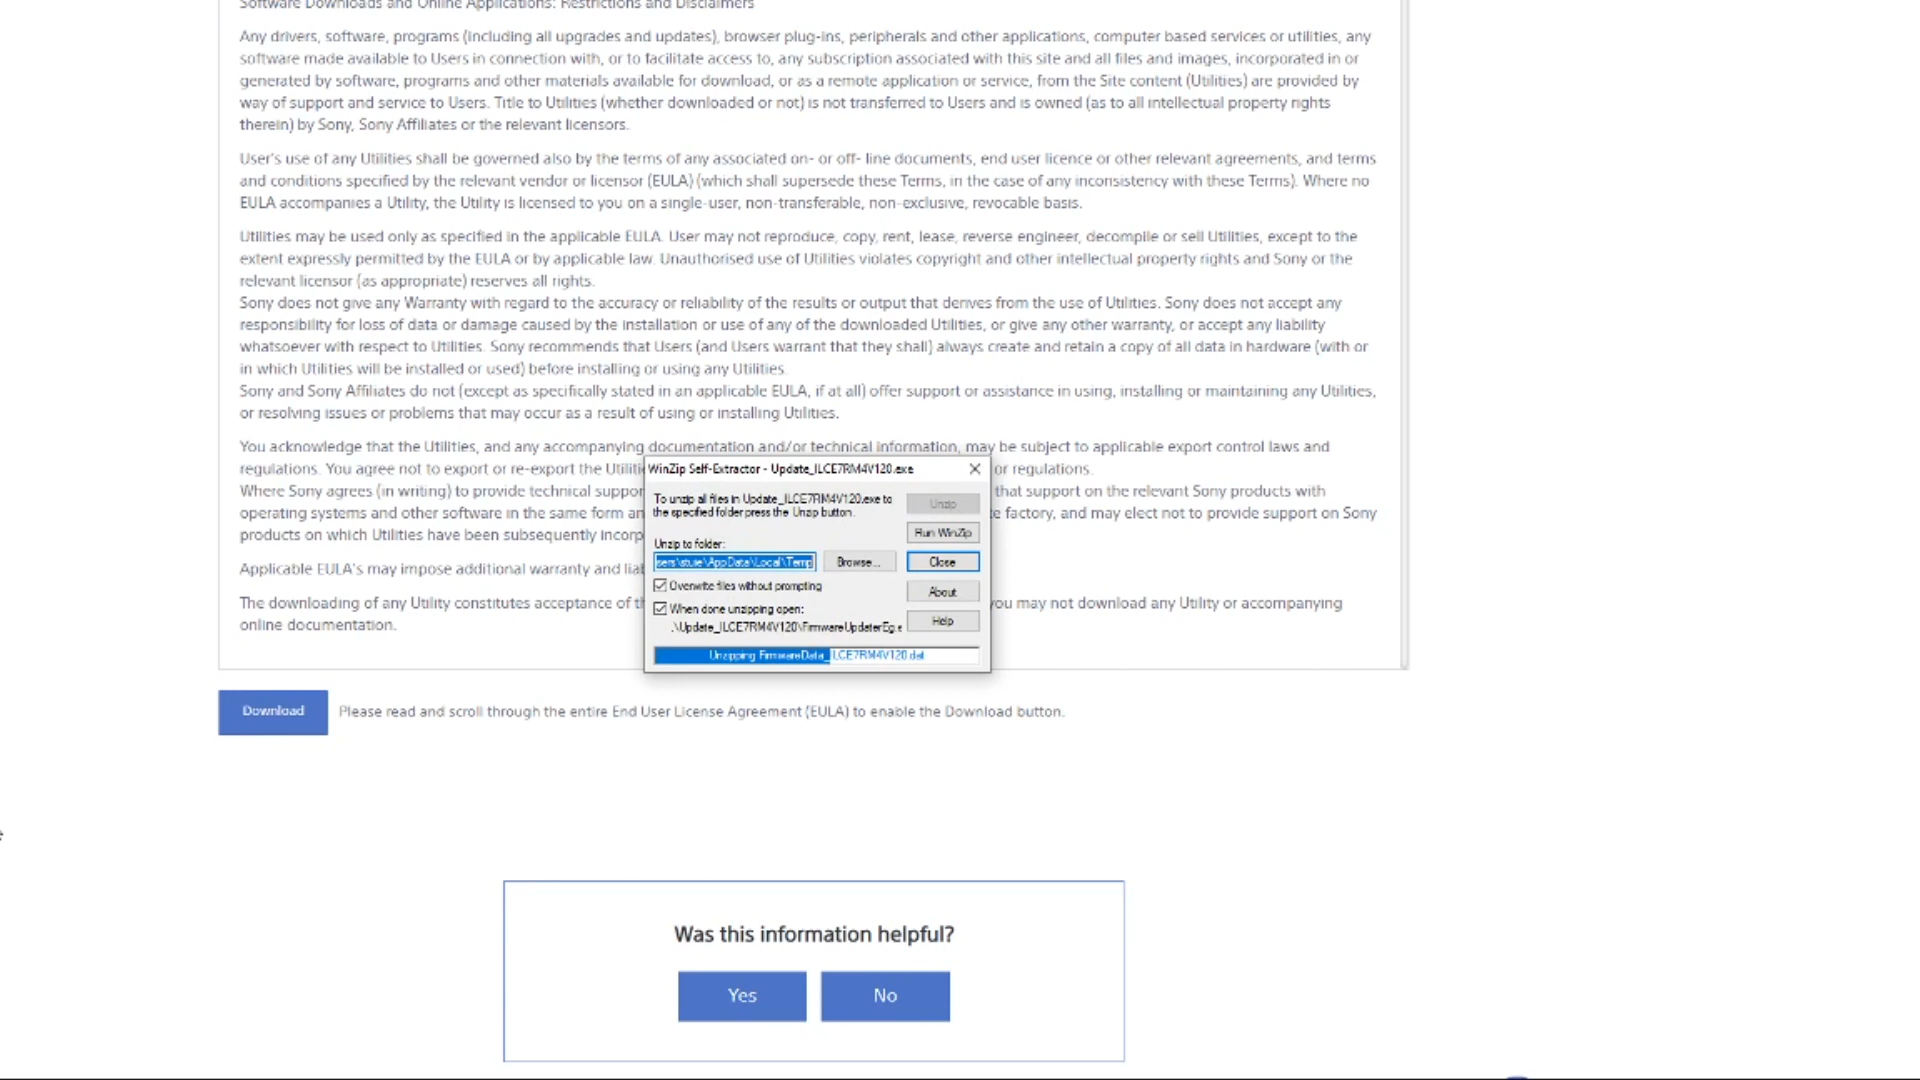 Software Downloads and Online Applications: Restrictions and Disclaimers
Any drivers, software, programs (including all upgrades and updates), browser plug-ins, peripherals and other applications, computer based services or utilities, any
software made available to Users in connection with, or to facilitate access to, any subscription associated with this site and all files and images, incorporated in or
generated by software, programs and other materials available for download, or as a remote application or service, from the Site content (Utilities) are provided by
way of support and service to Users. Title to Utilities (whether downloaded or not) is not transferred to Users and is owned (as to all intellectual property rights
therein) by Sony, Sony Affiliates or the relevant licensors.
User's use of any Utilities shall be governed also by the terms of any associated on- or off- line documents, end user licence or other relevant agreements, and terms
and conditions specified by the relevant vendor or licensor (EULA) (which shall supersede these Terms, in the case of any inconsistency with these Terms). Where no
EULA accompanies a Utility, the Utility is licensed to you on a single-user, non-transferable, non-exclusive, revocable basis.
Utilities may be used only as specified in the applicable EULA. User may not reproduce, copy, rent, lease, reverse engineer, decompile or sell Utilities, except to the
extent expressly permitted by the EULA or by applicable law. Unauthorised use of Utilities violates copyright and other intellectual property rights and Sony or the
relevant licensor (as appropriate) reserves all rights.
Sony does not give any Warranty with regard to the accuracy or reliability of the results or output that derives from the use of Utilities. Sony does not accept any
responsibility for loss of data or damage caused by the installation or use of any of the downloaded Utilities, or give any other warranty, or accept any liability
whatsoever with respect to Utilities. Sony recommends that Users (and Users warrant that they shall) always create and retain a copy of all data in hardware (with or
in which Utilities will be installed or used) before installing or using any Utilities.
Sony and Sony Affiliates do not (except as specifically stated in an applicable EULA, if at all) offer support or assistance in using, installing or maintaining any Utilities,
or resolving issues or problems that may occur as a result of using or installing Utilities.
You acknowledge that the Utilities, and any accompanying documentation and/or technical information, may be subject to applicable export control laws and
regulations. You agree not to export or re-export the Utilitie or regulations.
Where Sony agrees (in writing) to provide technical suppor that support on the relevant Sony products with
operating systems and other software in the same form an e factory, and may elect not to provide support on Sony
products on which Utilities have been subsequently incorp
Applicable EULA's may impose additional warranty and liab
The downloading of any Utility constitutes acceptance of th you may not download any Utility or accompanying
online documentation.
WinZip Self-Extractor - Update_ILCE7RM4V120.exe
To unzip all files in Update_ILCE7RM4V120.exe to
the specified folder press the Unzip button.
Unzip
Run WinZip
Unzip to folder:
sers\stuie\AppData\Local\Temp
Browse...
Close
Overwrite files without prompting
About
When done unzipping open:
.\Update_ILCE7RM4V120\FirmwareUpdaterEg.e
Help
Unzipping FirmwareData_ILCE7RM4V120.dat
Download
Please read and scroll through the entire End User License Agreement (EULA) to enable the Download button.
Was this information helpful?
Yes
No